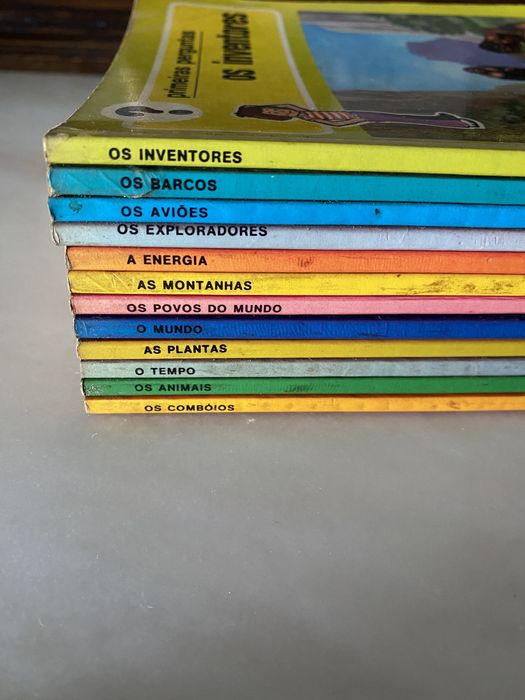 primeiras perguntas
os inventores
?
OS INVENTORES
OS BARCOS
OS AVIÕES
OS EXPLORADORES
A ENERGIA
AS MONTANHAS
OS POVOS DO MUNDO
O MUNDO
AS PLANTAS
O TEMPO
OS ANIMAIS
OS COMBÓIOS